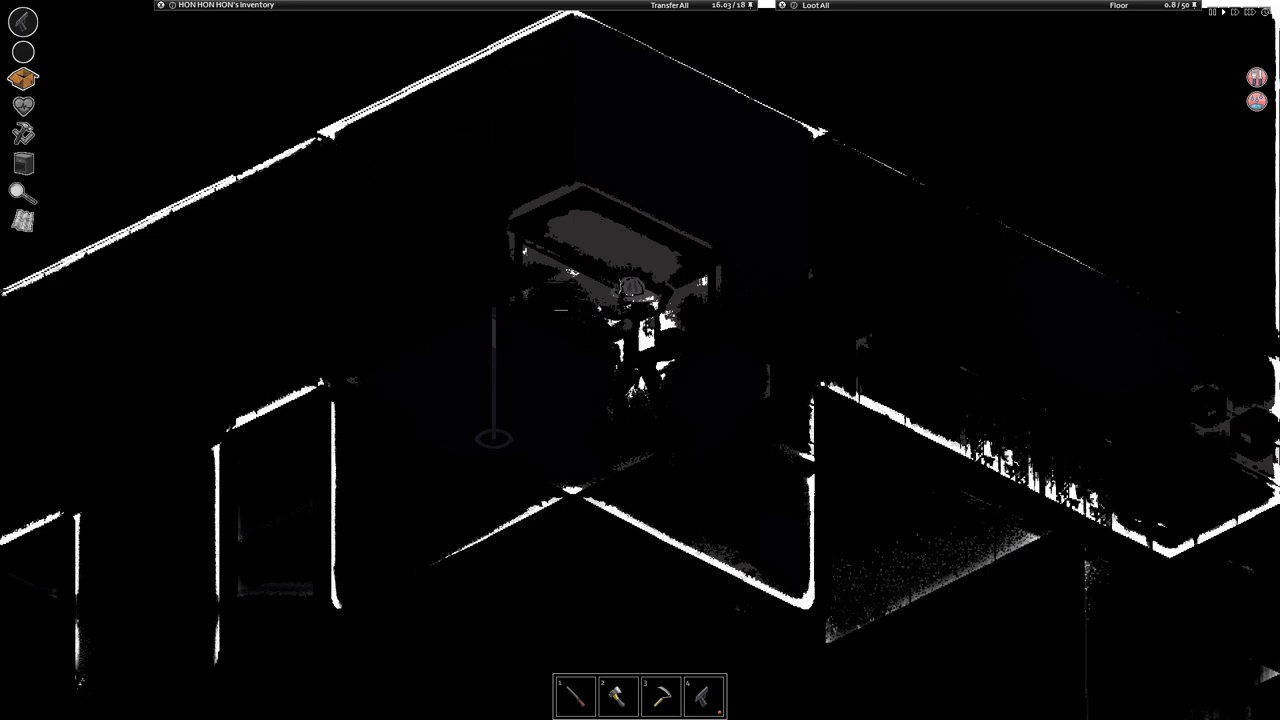 HON HON HON's inventory Transfer All 16.03 / 18
Loot All Floor 0.8 / 50
1 2 3 4